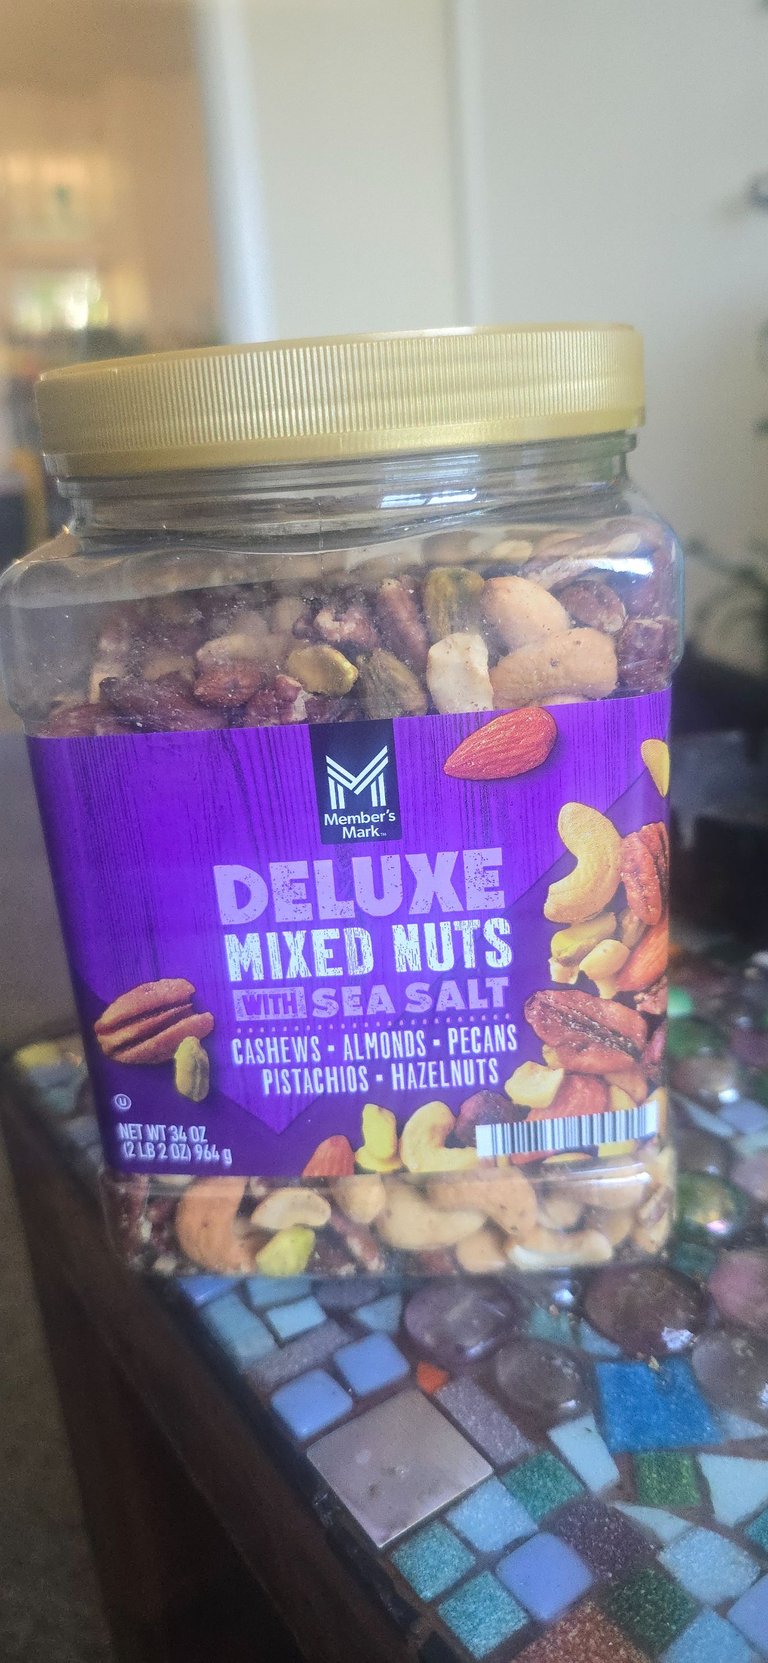 Member's
Mark™
DELUXE
MIXED NUTS
WITH SEA SALT
CASHEWS • ALMONDS • PECANS
PISTACHIOS • HAZELNUTS
U
NET WT 34 OZ
(2 LB 2 OZ) 964 g